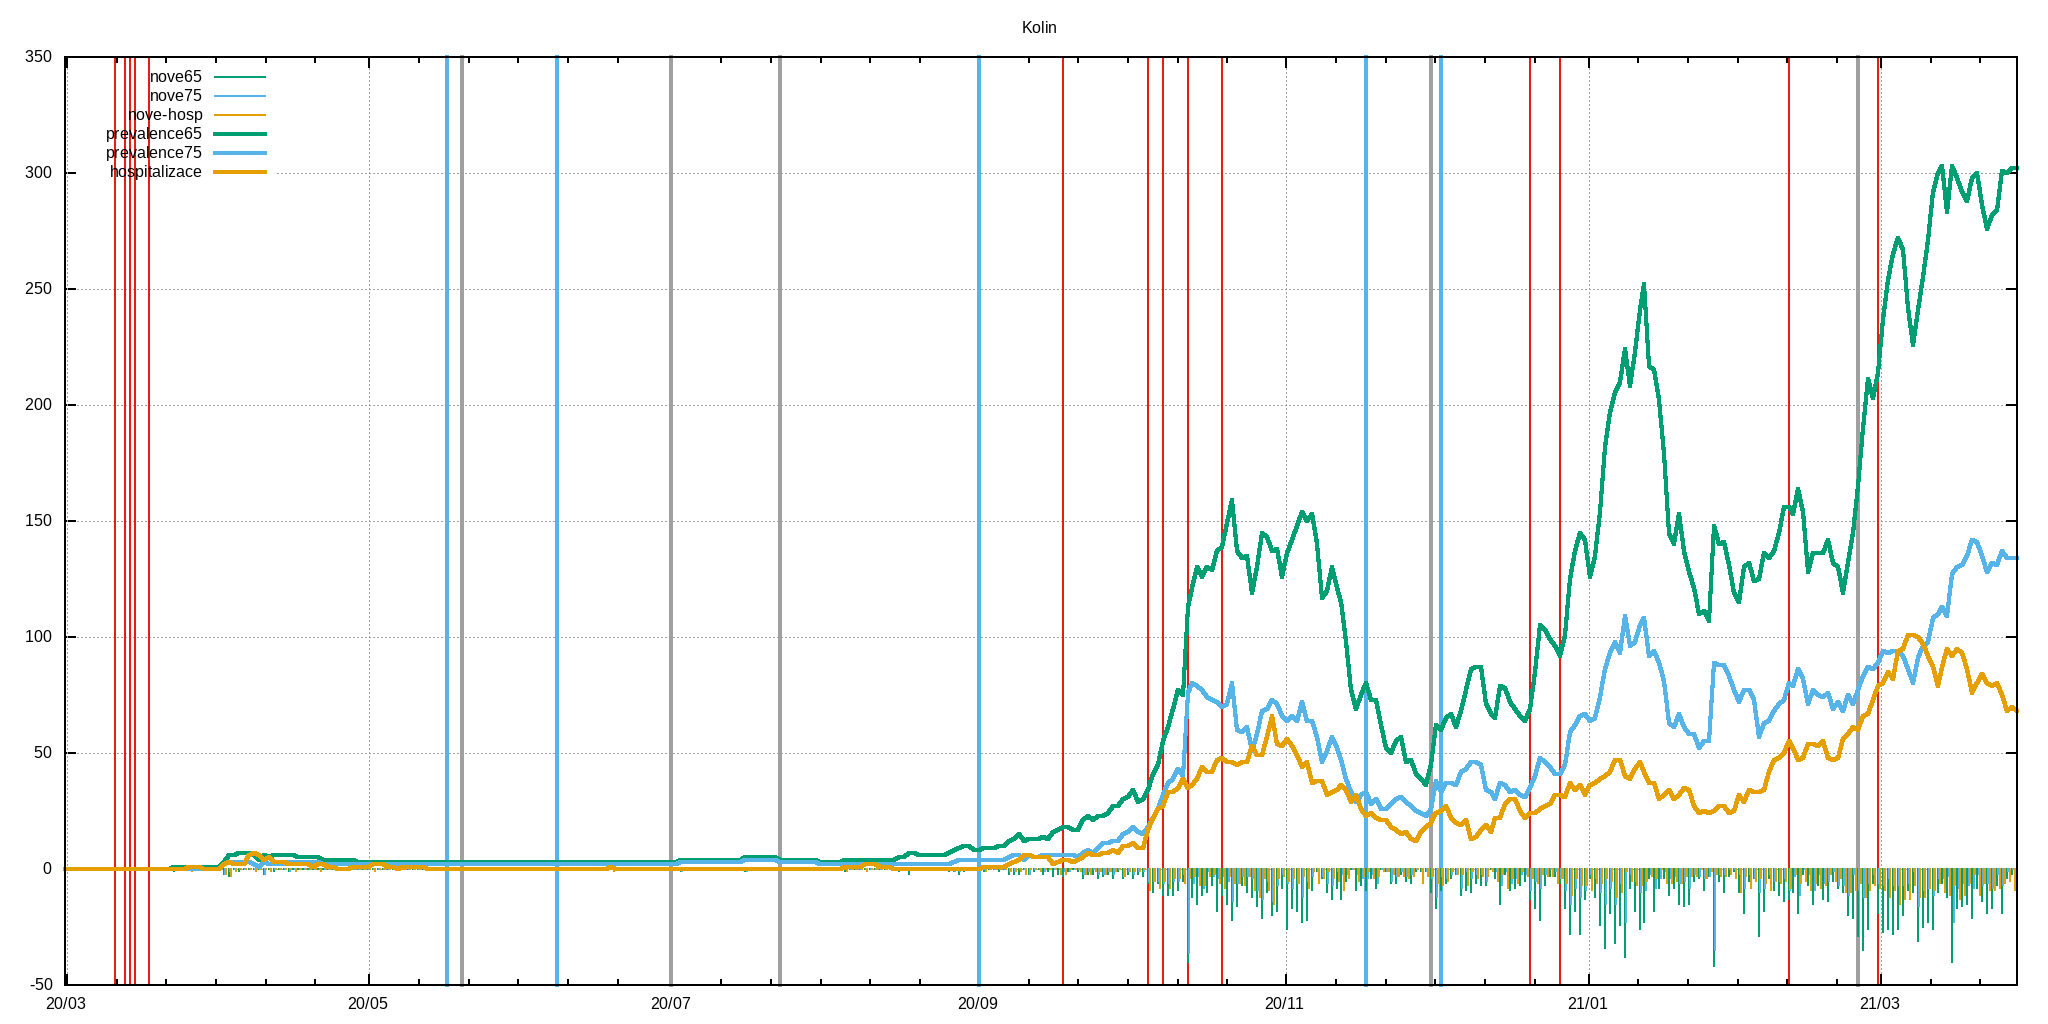 Kolin
350
300
250
200
150
100
50
0
-50
nove65
nove75
nove-hosp
prevalence65
prevalence75
hospitalizace
20/03 20/05 20/07 20/09 20/11 21/01 21/03